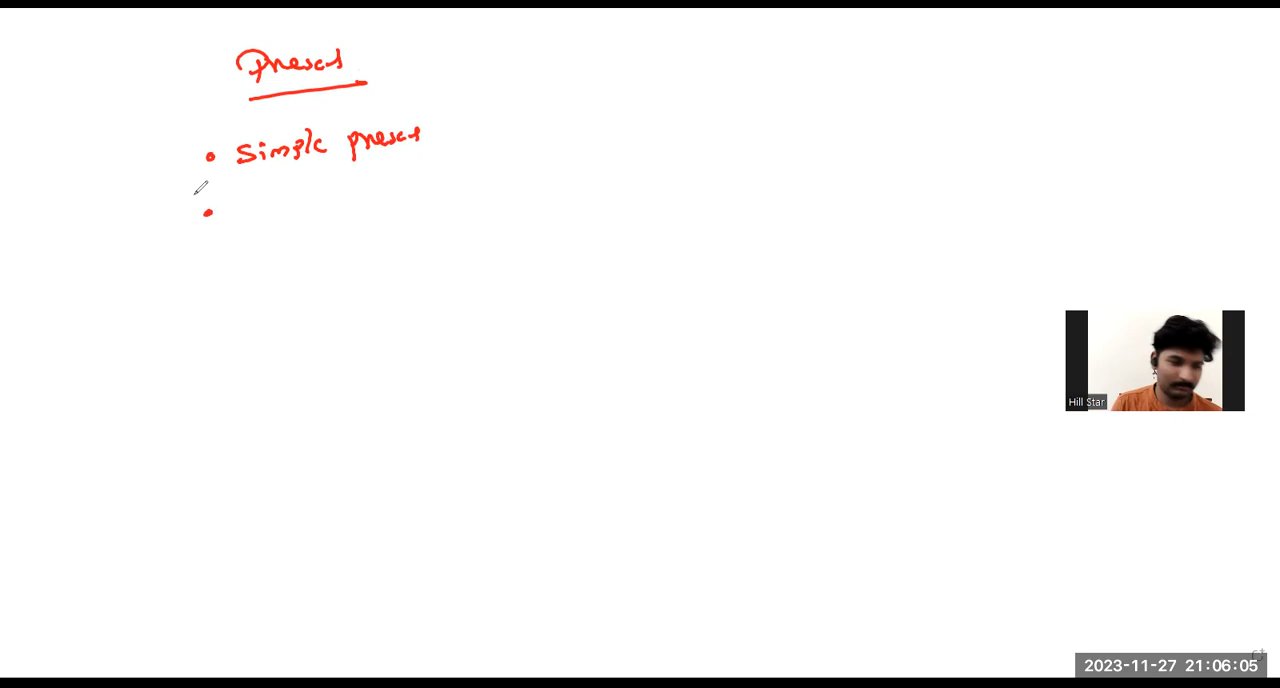 Present
• Simple present
•
Hill Star
2023-11-27 21:06:05